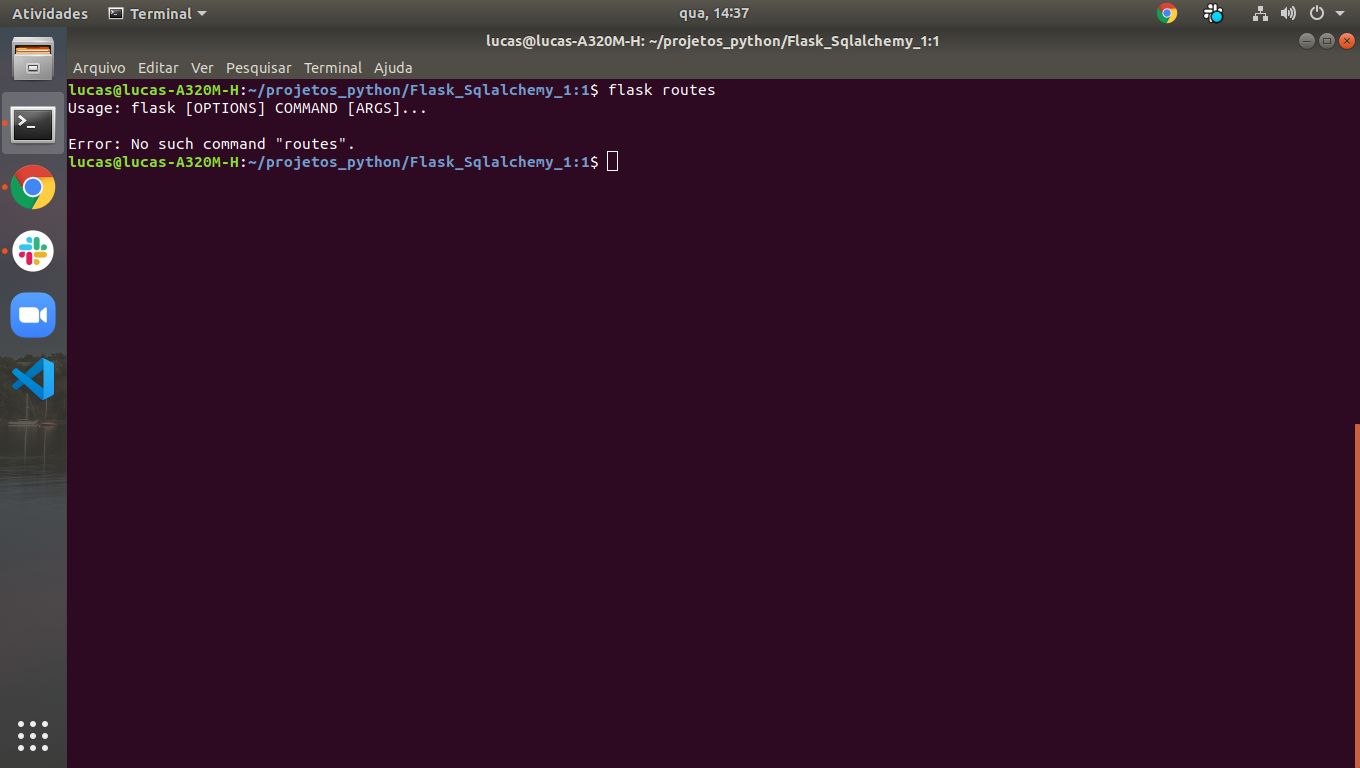 Atividades Terminal qua, 14:37
lucas@lucas-A320M-H: ~/projetos_python/Flask_Sqlalchemy_1:1
Arquivo Editar Ver Pesquisar Terminal Ajuda
lucas@lucas-A320M-H:~/projetos_python/Flask_Sqlalchemy_1:1$ flask routes
Usage: flask [OPTIONS] COMMAND [ARGS]...
Error: No such command "routes".
lucas@lucas-A320M-H:~/projetos_python/Flask_Sqlalchemy_1:1$